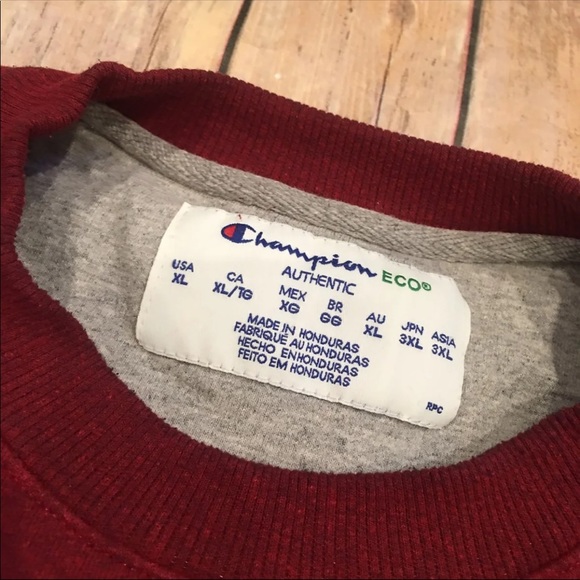 Champion ECO®
AUTHENTIC
USA CA MEX BR AU JPN ASIA
XL XL/TG XG GG XL 3XL 3XL
MADE IN HONDURAS
FABRIQUÉ AU HONDURAS
HECHO EN HONDURAS
FEITO EM HONDURAS
RPC